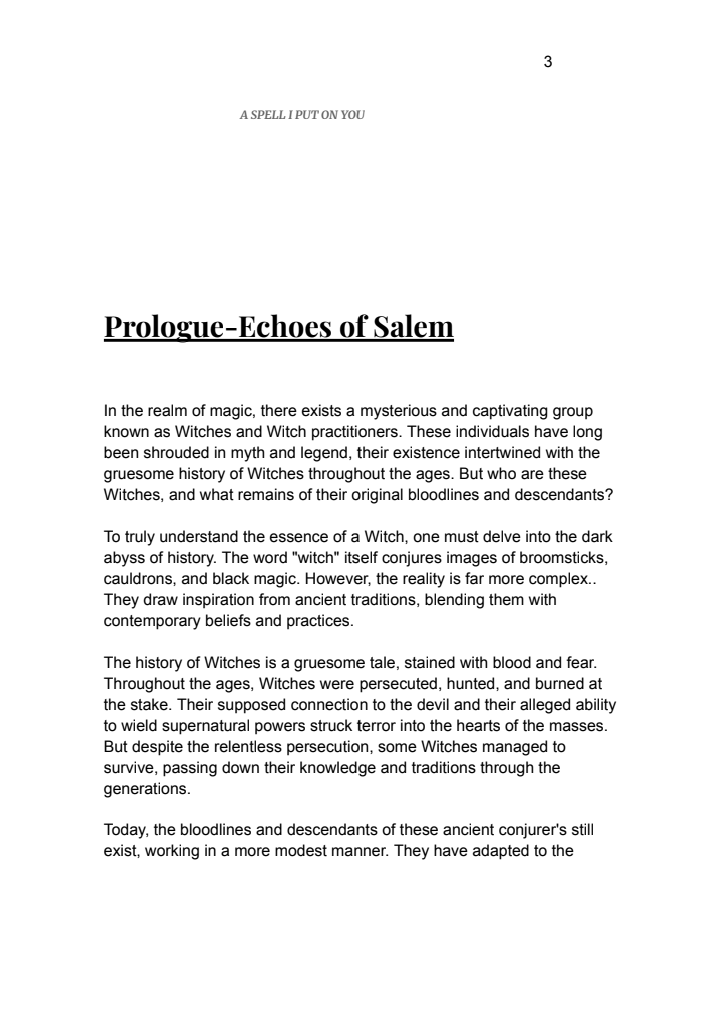 3
A SPELL I PUT ON YOU
Prologue-Echoes of Salem
In the realm of magic, there exists a mysterious and captivating group
known as Witches and Witch practitioners. These individuals have long
been shrouded in myth and legend, their existence intertwined with the
gruesome history of Witches throughout the ages. But who are these
Witches, and what remains of their original bloodlines and descendants?
To truly understand the essence of a Witch, one must delve into the dark
abyss of history. The word "witch" itself conjures images of broomsticks,
cauldrons, and black magic. However, the reality is far more complex..
They draw inspiration from ancient traditions, blending them with
contemporary beliefs and practices.
The history of Witches is a gruesome tale, stained with blood and fear.
Throughout the ages, Witches were persecuted, hunted, and burned at
the stake. Their supposed connection to the devil and their alleged ability
to wield supernatural powers struck terror into the hearts of the masses.
But despite the relentless persecution, some Witches managed to
survive, passing down their knowledge and traditions through the
generations.
Today, the bloodlines and descendants of these ancient conjurer's still
exist, working in a more modest manner. They have adapted to the